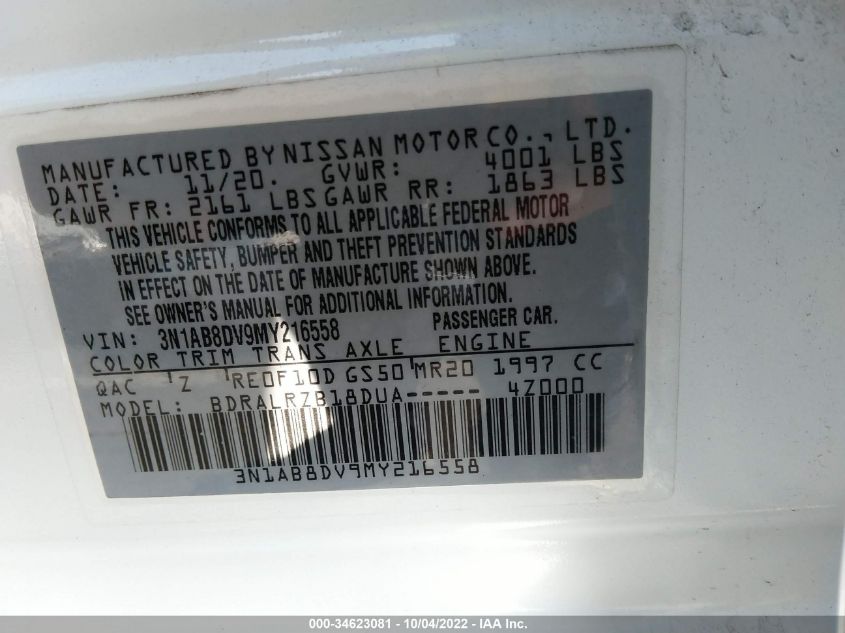 MANUFACTURED BY NISSAN MOTOR CO., LTD.
DATE: 11/20. GVWR: 4001 LBS
GAWR FR: 2161 LBS GAWR RR: 1863 LBS
THIS VEHICLE CONFORMS TO ALL APPLICABLE FEDERAL MOTOR
VEHICLE SAFETY, BUMPER AND THEFT PREVENTION STANDARDS
IN EFFECT ON THE DATE OF MANUFACTURE SHOWN ABOVE.
SEE OWNER'S MANUAL FOR ADDITIONAL INFORMATION.
VIN: 3N1AB8DV9MY216558 PASSENGER CAR.
COLOR TRIM TRANS AXLE ENGINE
QAC 'Z 'RE0F10D GS50 MR20 1997 CC
MODEL: BDRALRZB18DUA----- 4Z000
3N1AB8DV9MY216558
000-34623081 - 10/04/2022 - IAA Inc.